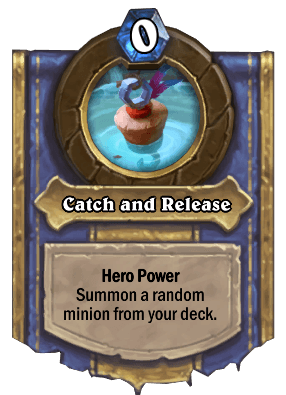 0
Catch and Release
Hero Power
Summon a random
minion from your deck.